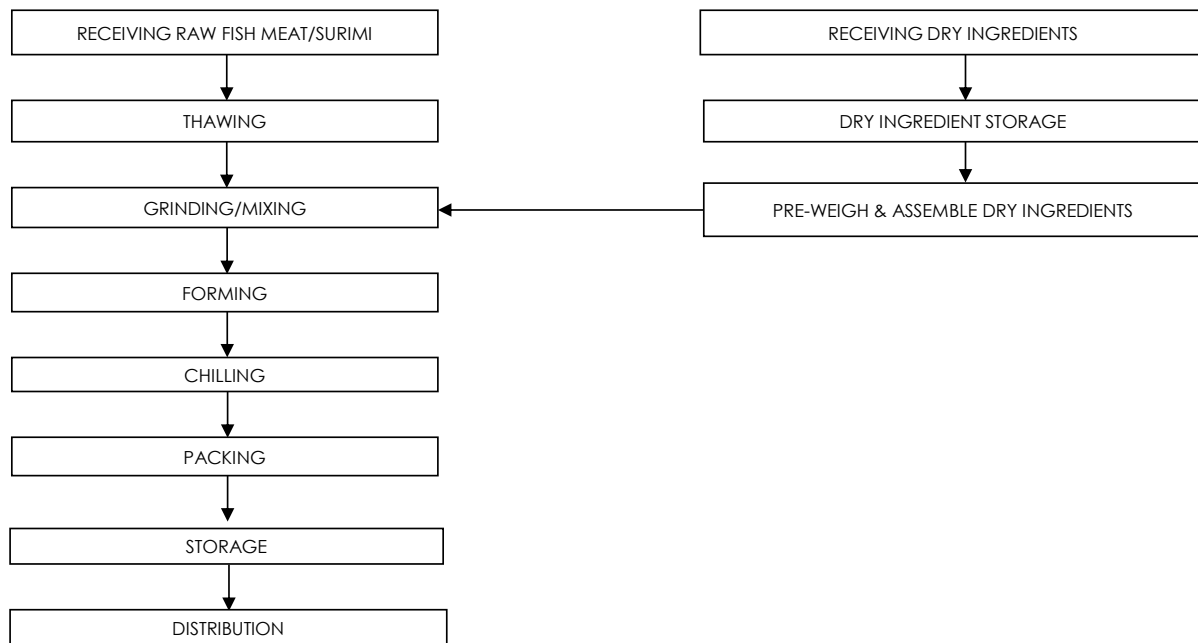 RECEIVING RAW FISH MEAT/SURIMI
RECEIVING DRY INGREDIENTS
THAWING
DRY INGREDIENT STORAGE
GRINDING/MIXING
PRE-WEIGH & ASSEMBLE DRY INGREDIENTS
FORMING
CHILLING
PACKING
STORAGE
DISTRIBUTION